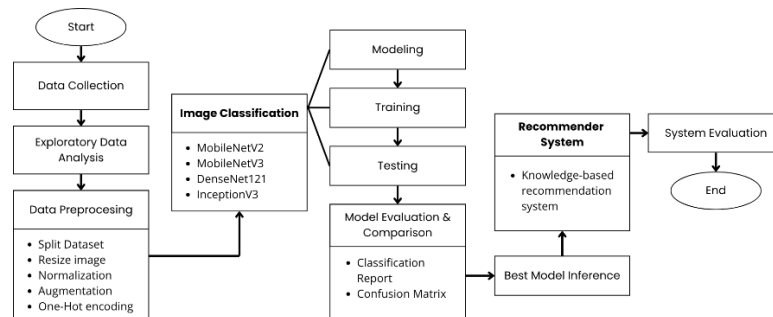 Start
Data Collection
Exploratory Data
Analysis
Data Preprocesing
• Split Dataset
• Resize image
• Normalization
• Augmentation
• One-Hot encoding
Image Classification
• MobileNetV2
• MobileNetV3
• DenseNet121
• InceptionV3
Modeling
Training
Testing
Model Evaluation &
Comparison
• Classification
Report
• Confusion Matrix
Best Model Inference
Recommender
System
• Knowledge-based
recommendation
system
System Evaluation
End